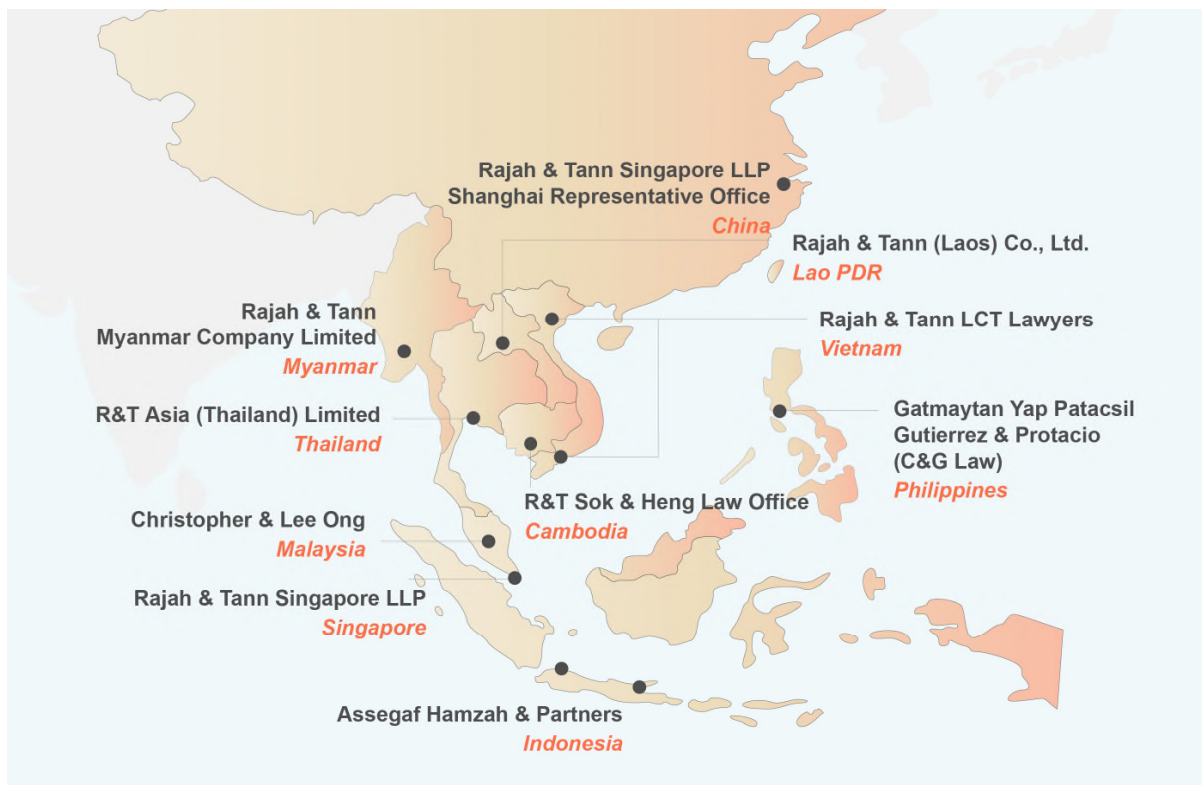 Rajah & Tann Singapore LLP
Shanghai Representative Office
China
Rajah & Tann (Laos) Co., Ltd.
Lao PDR
Rajah & Tann
Myanmar Company Limited
Myanmar
Rajah & Tann LCT Lawyers
Vietnam
R&T Asia (Thailand) Limited
Thailand
Gatmaytan Yap Patacsil
Gutierrez & Protacio
(C&G Law)
Philippines
R&T Sok & Heng Law Office
Cambodia
Christopher & Lee Ong
Malaysia
Rajah & Tann Singapore LLP
Singapore
Assegaf Hamzah & Partners
Indonesia